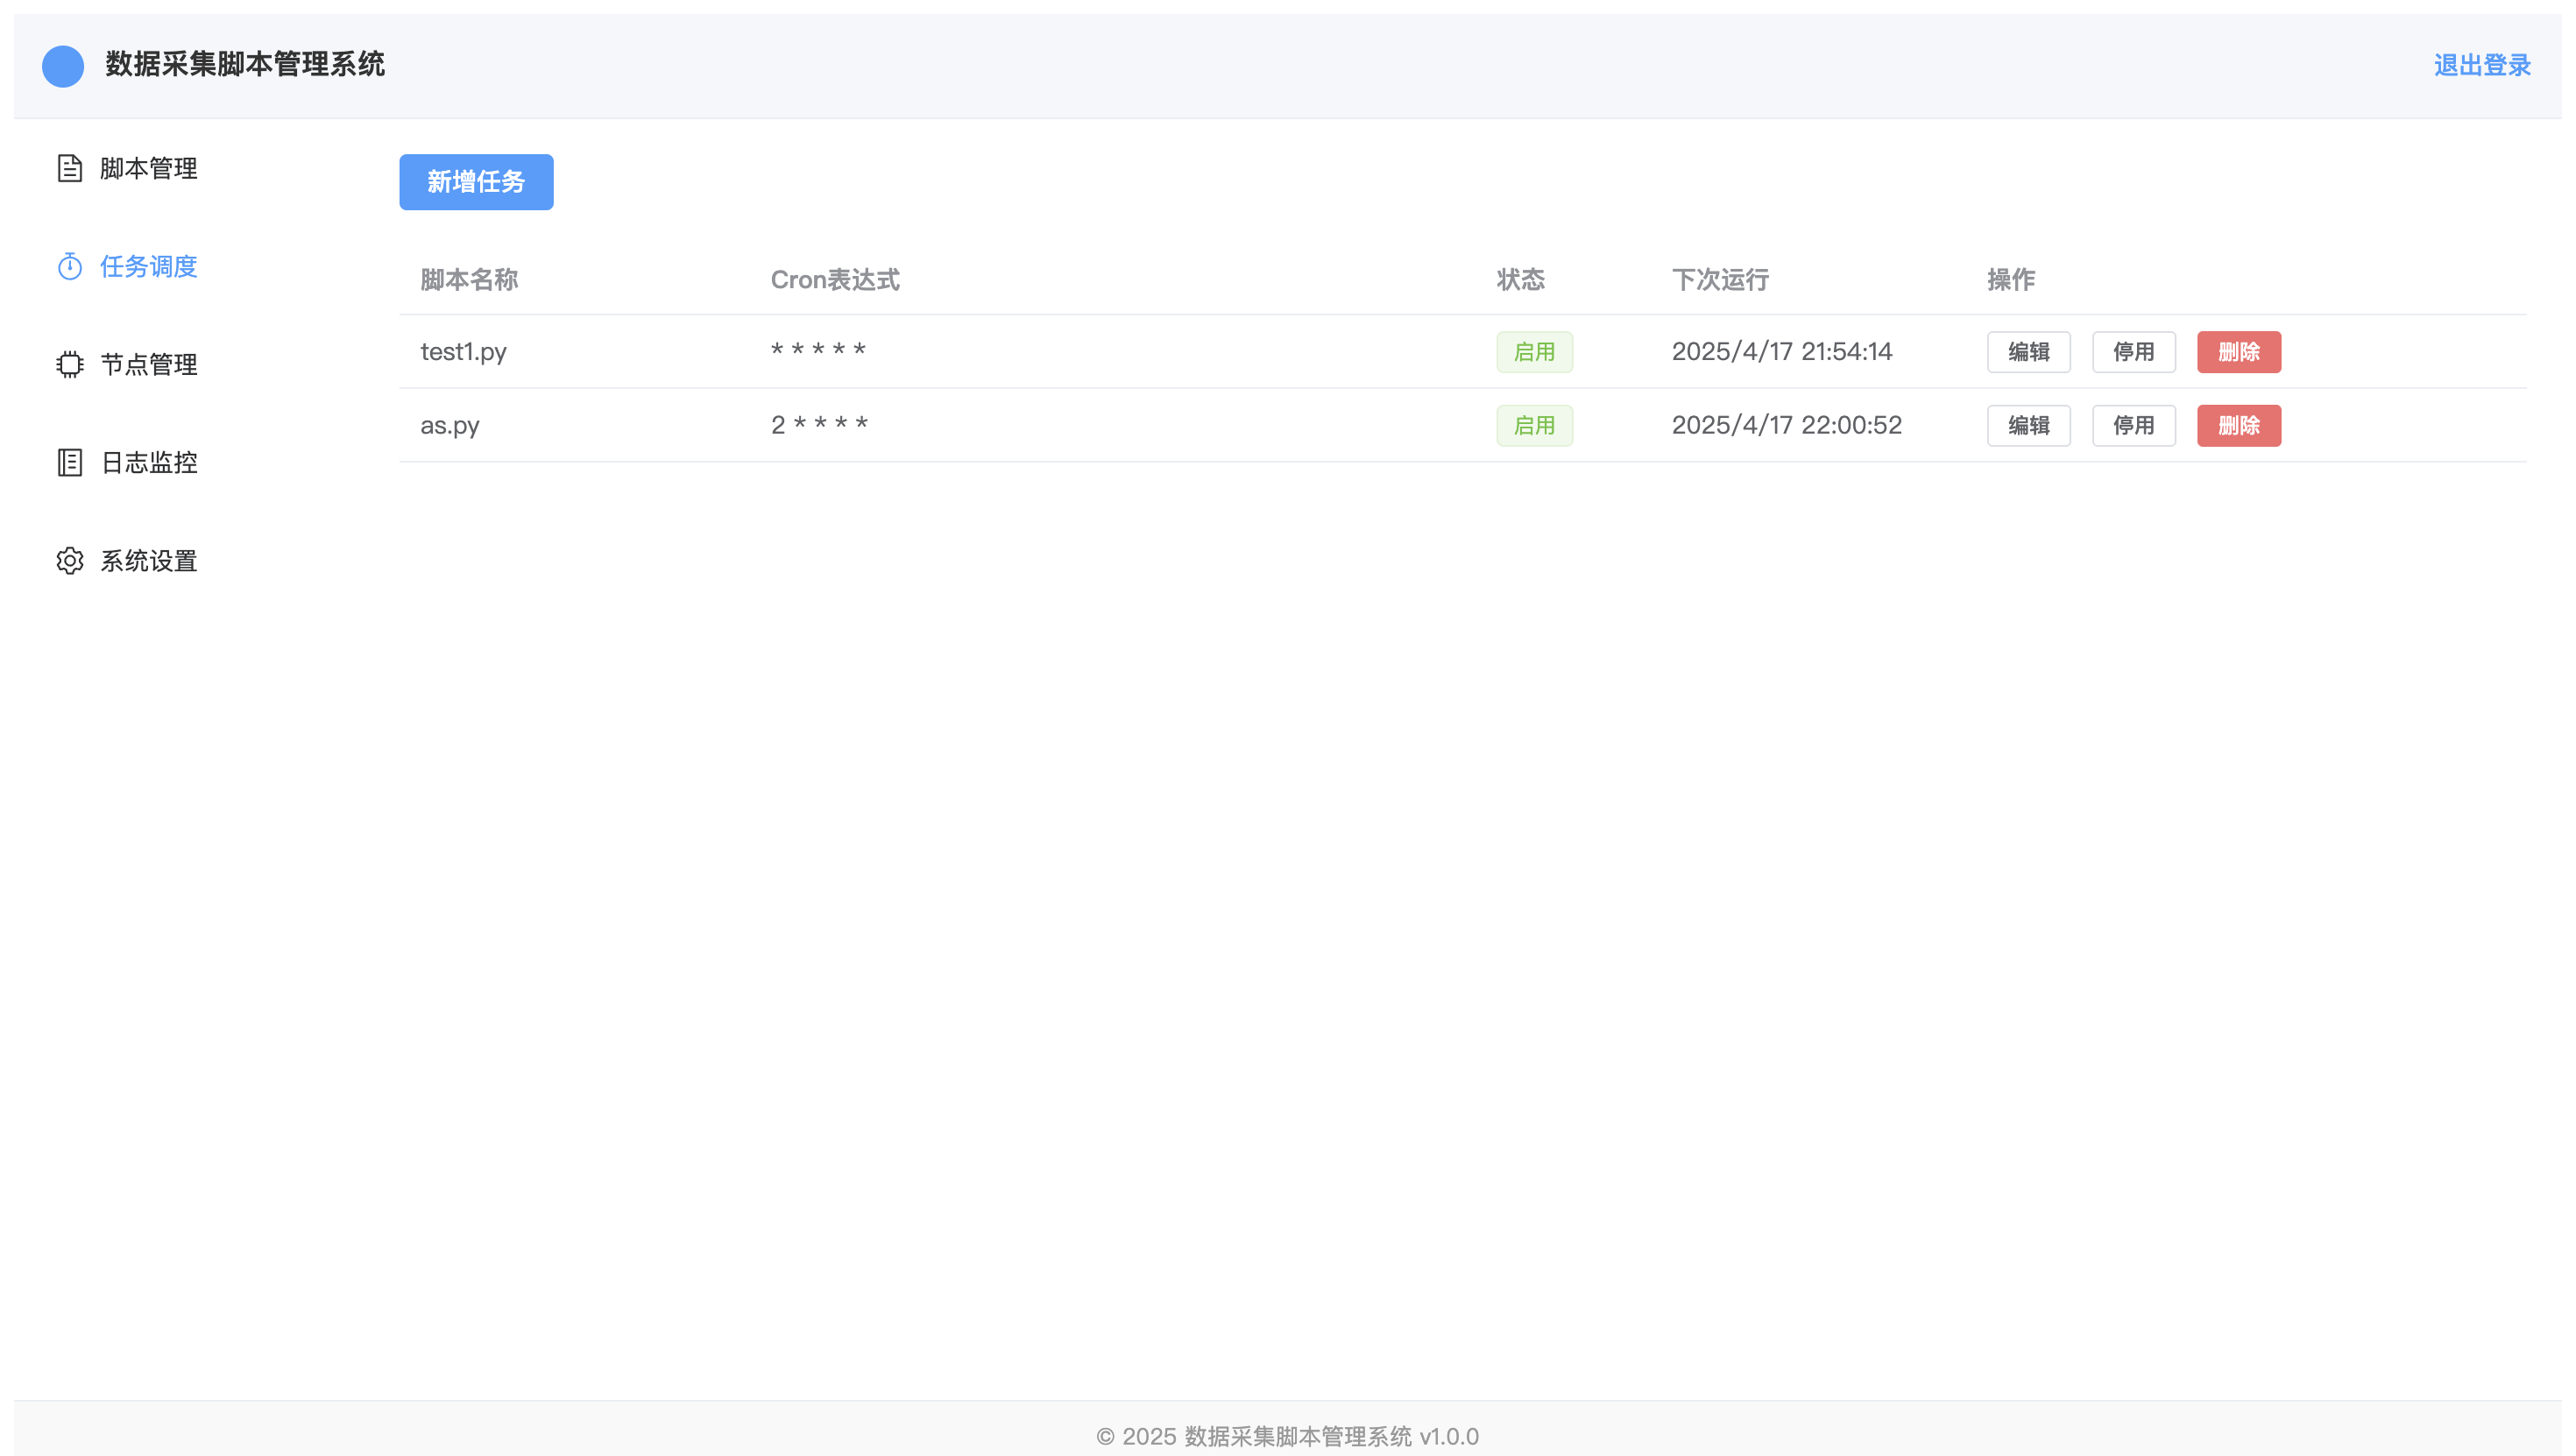 数据采集脚本管理系统 退出登录
脚本管理
任务调度
节点管理
日志监控
系统设置
新增任务
脚本名称 Cron表达式 状态 下次运行 操作
test1.py * * * * * 启用 2025/4/17 21:54:14 编辑 停用 删除
as.py 2 * * * * 启用 2025/4/17 22:00:52 编辑 停用 删除
© 2025 数据采集脚本管理系统 v1.0.0